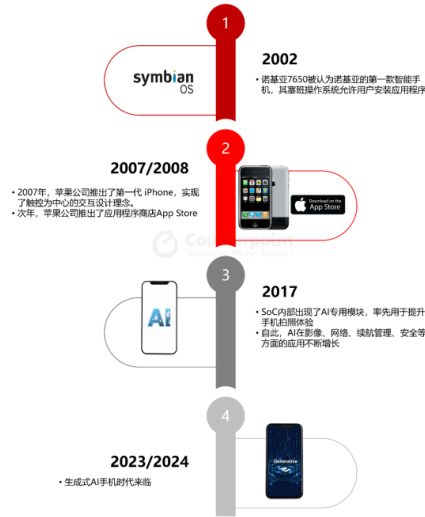 1
symbian
OS
2002
• 诺基亚7650被认为诺基亚的第一款智能手
机，其塞班操作系统允许用户安装应用程序
2
2007/2008
• 2007年，苹果公司推出了第一代 iPhone，实现
了触控为中心的交互设计理念。
• 次年，苹果公司推出了应用程序商店App Store
Download on the
App Store
Counterpoint
3
AI
2017
• SoC内部出现了AI专用模块，率先用于提升
手机拍照体验
• 自此，AI在影像、网络、续航管理、安全等
方面的应用不断增长
4
2023/2024
• 生成式AI手机时代来临
Generative